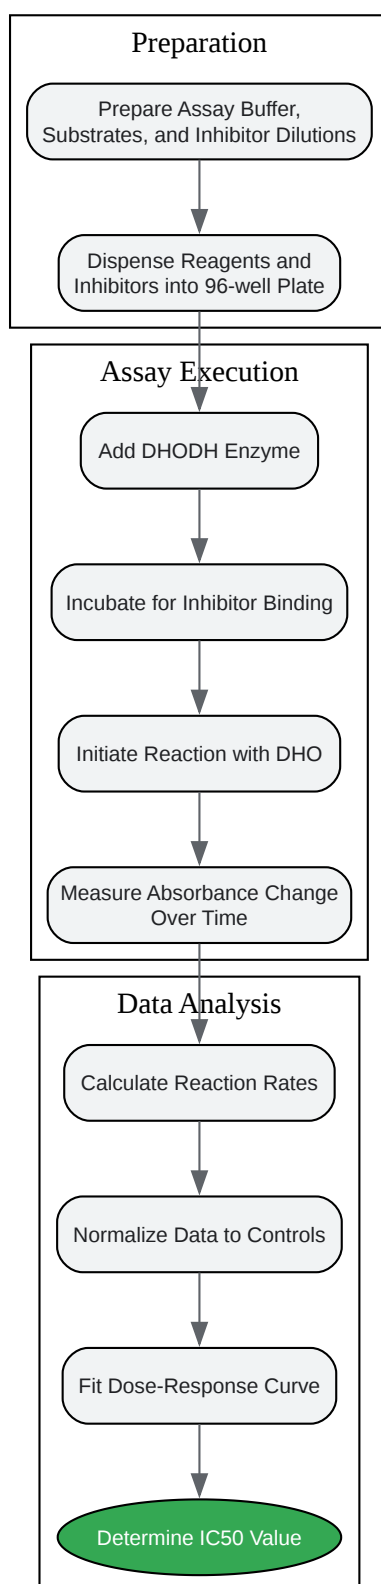 Preparation
Prepare Assay Buffer,
Substrates, and Inhibitor Dilutions
Dispense Reagents and
Inhibitors into 96-well Plate
Assay Execution
Add DHODH Enzyme
Incubate for Inhibitor Binding
Initiate Reaction with DHO
Measure Absorbance Change
Over Time
Data Analysis
Calculate Reaction Rates
Normalize Data to Controls
Fit Dose-Response Curve
Determine IC50 Value